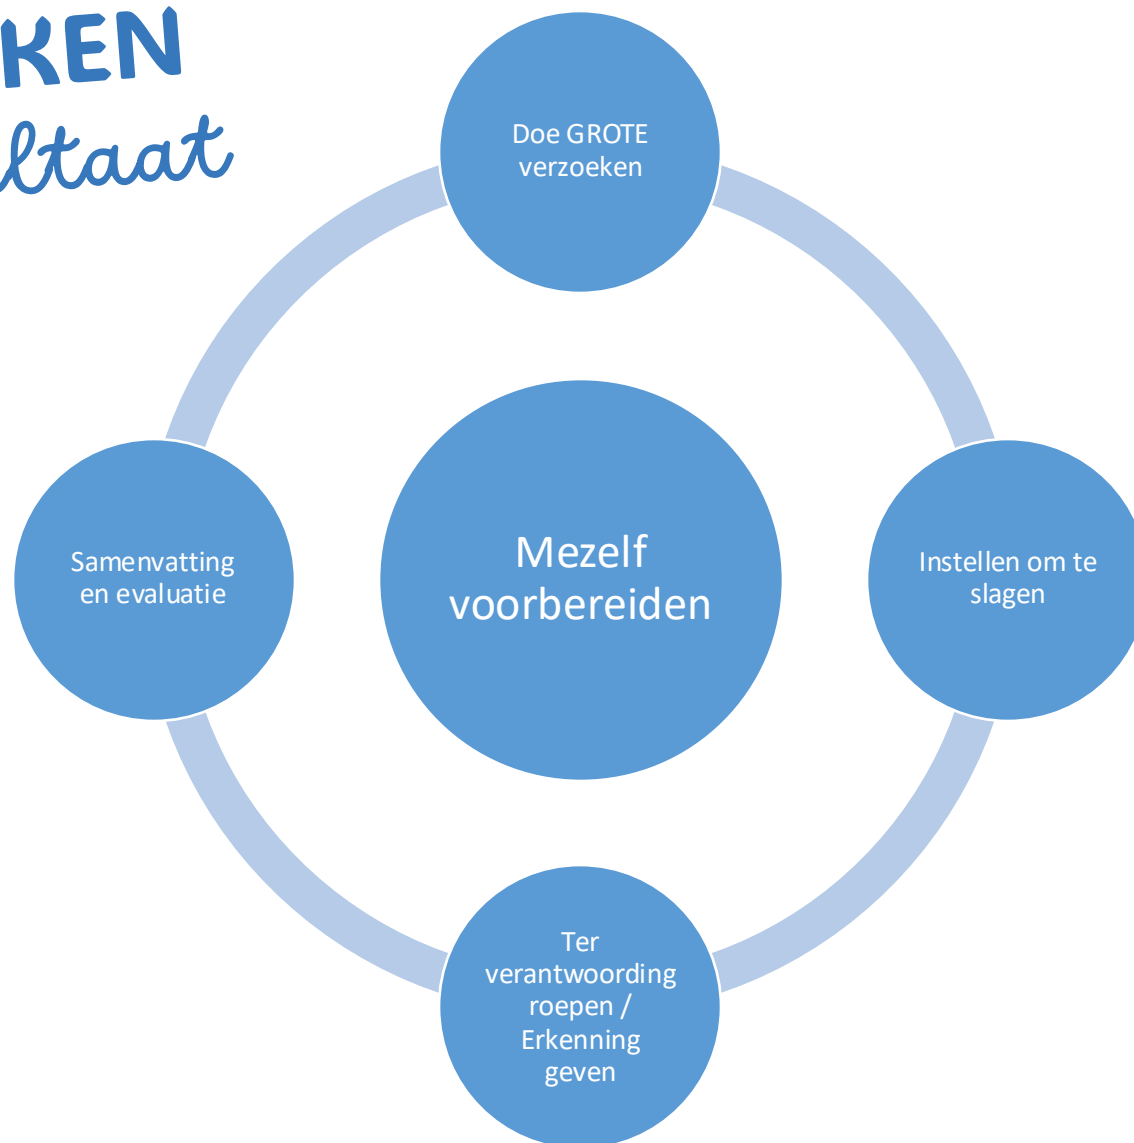 KEN
ltaat
Doe GROTE
verzoeken
Mezelf
voorbereiden
Samenvatting
en evaluatie
Instellen om te
slagen
Ter
verantwoording
roepen /
Erkenning
geven